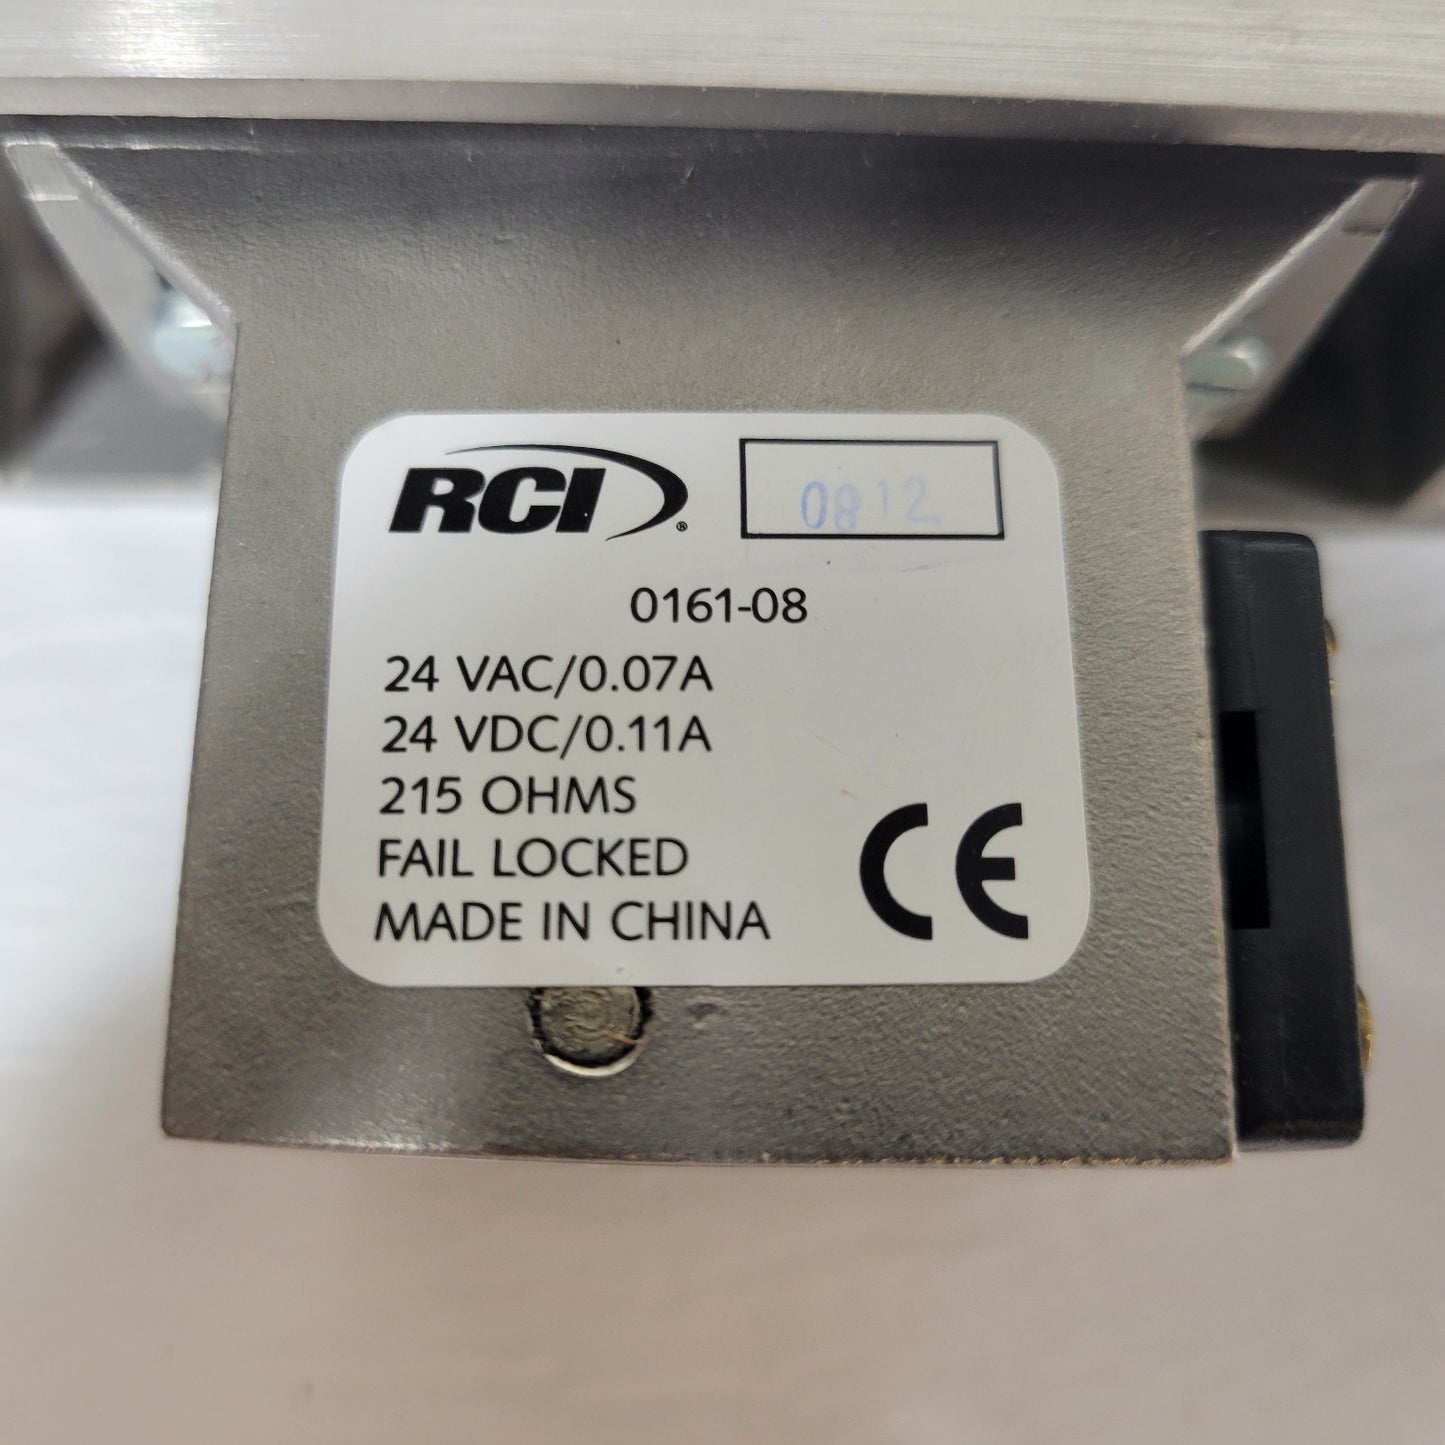 RCI®
0812
0161-08
24 VAC/0.07A
24 VDC/0.11A
215 OHMS
FAIL LOCKED
MADE IN CHINA
CE